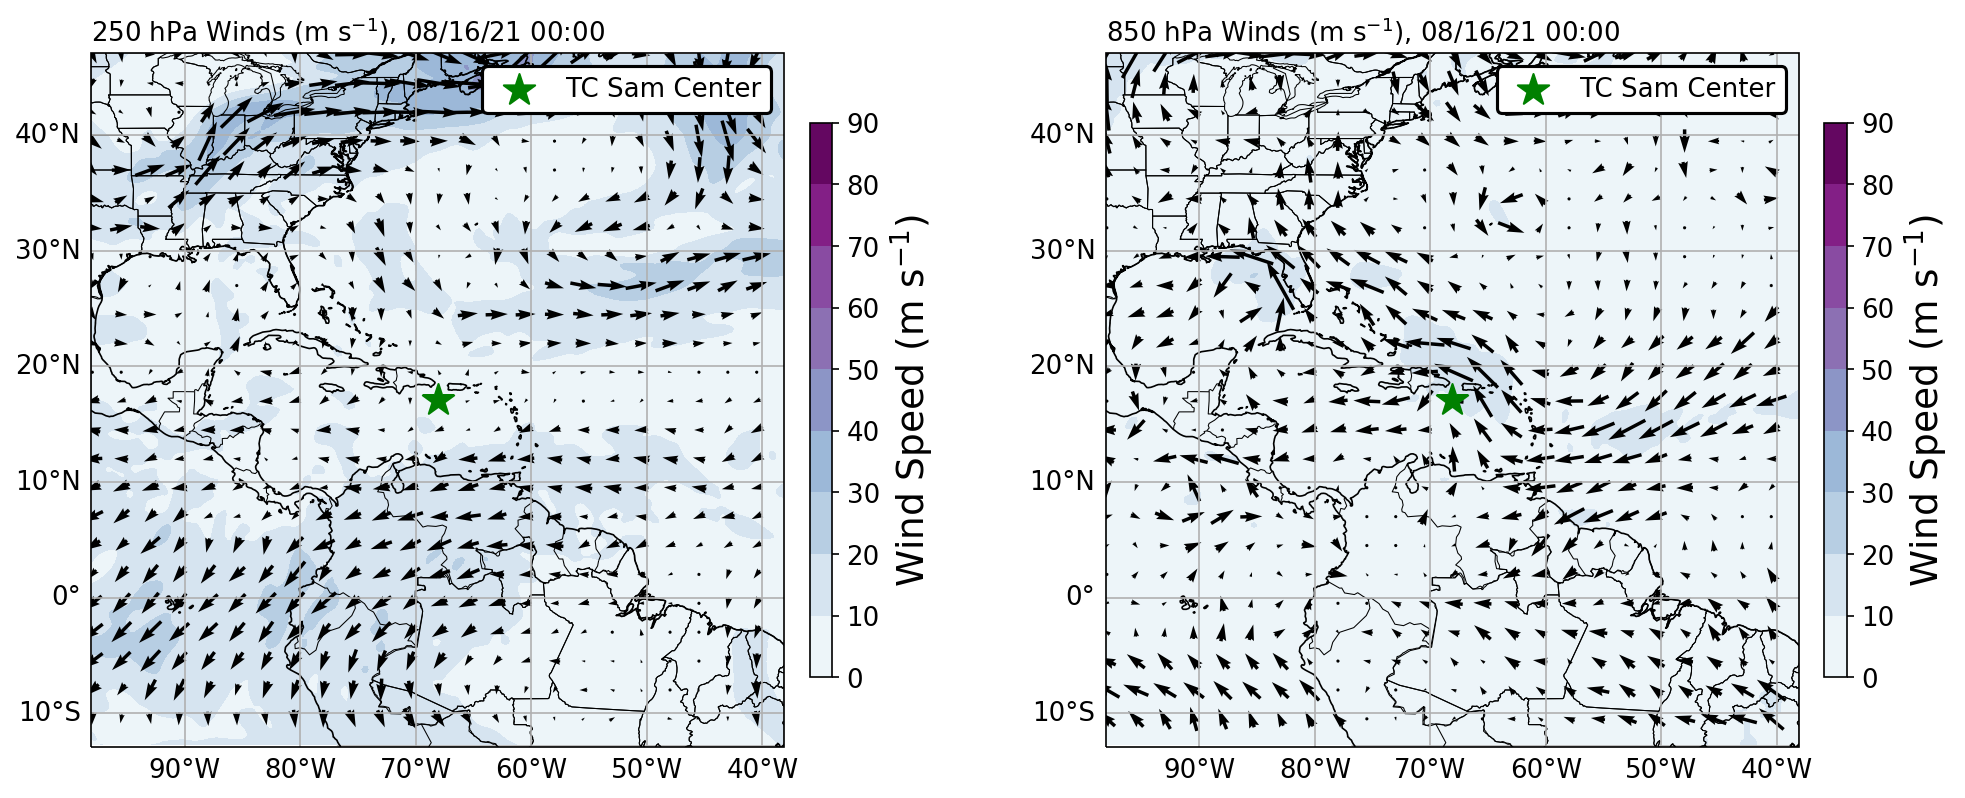 250 hPa Winds (m s⁻¹), 08/16/21 00:00
TC Sam Center
40°N
30°N
20°N
10°N
0°
10°S
90°W 80°W 70°W 60°W 50°W 40°W
90
80
70
60
50
40
30
20
10
0
Wind Speed (m s⁻¹)
850 hPa Winds (m s⁻¹), 08/16/21 00:00
TC Sam Center
40°N
30°N
20°N
10°N
0°
10°S
90°W 80°W 70°W 60°W 50°W 40°W
90
80
70
60
50
40
30
20
10
0
Wind Speed (m s⁻¹)